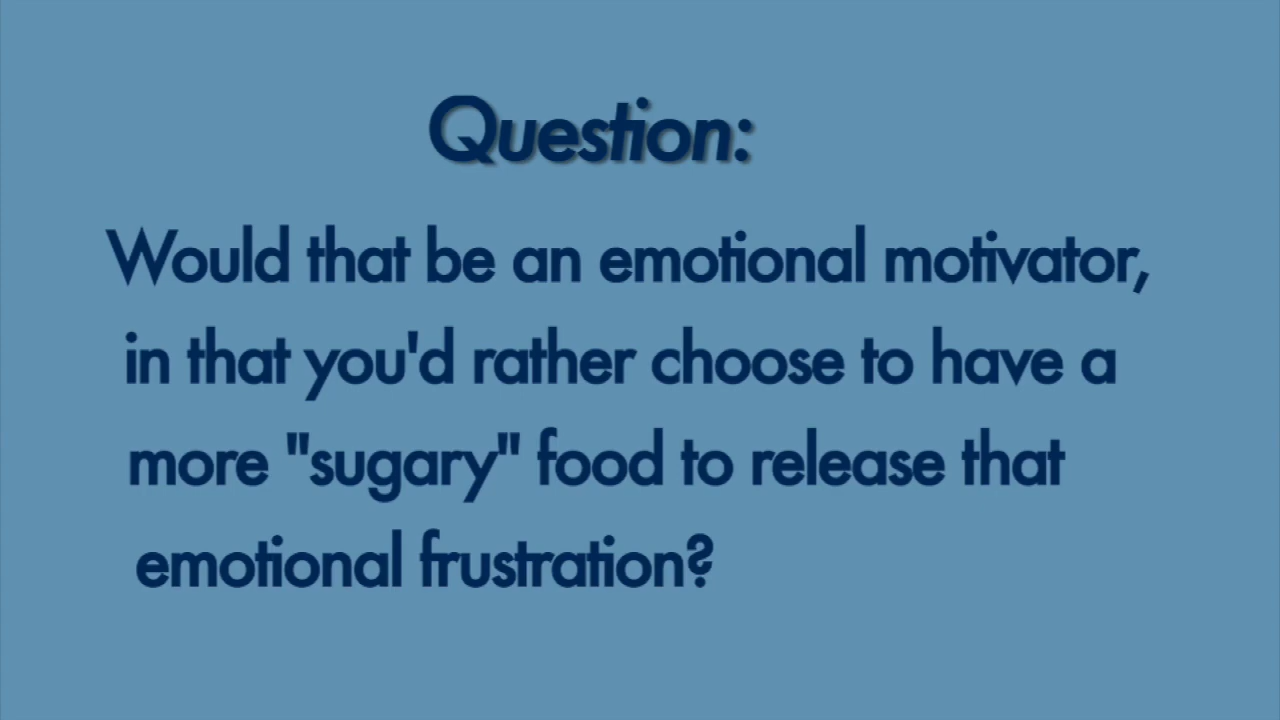 Question:
Would that be an emotional motivator,
in that you'd rather choose to have a
more "sugary" food to release that
emotional frustration?